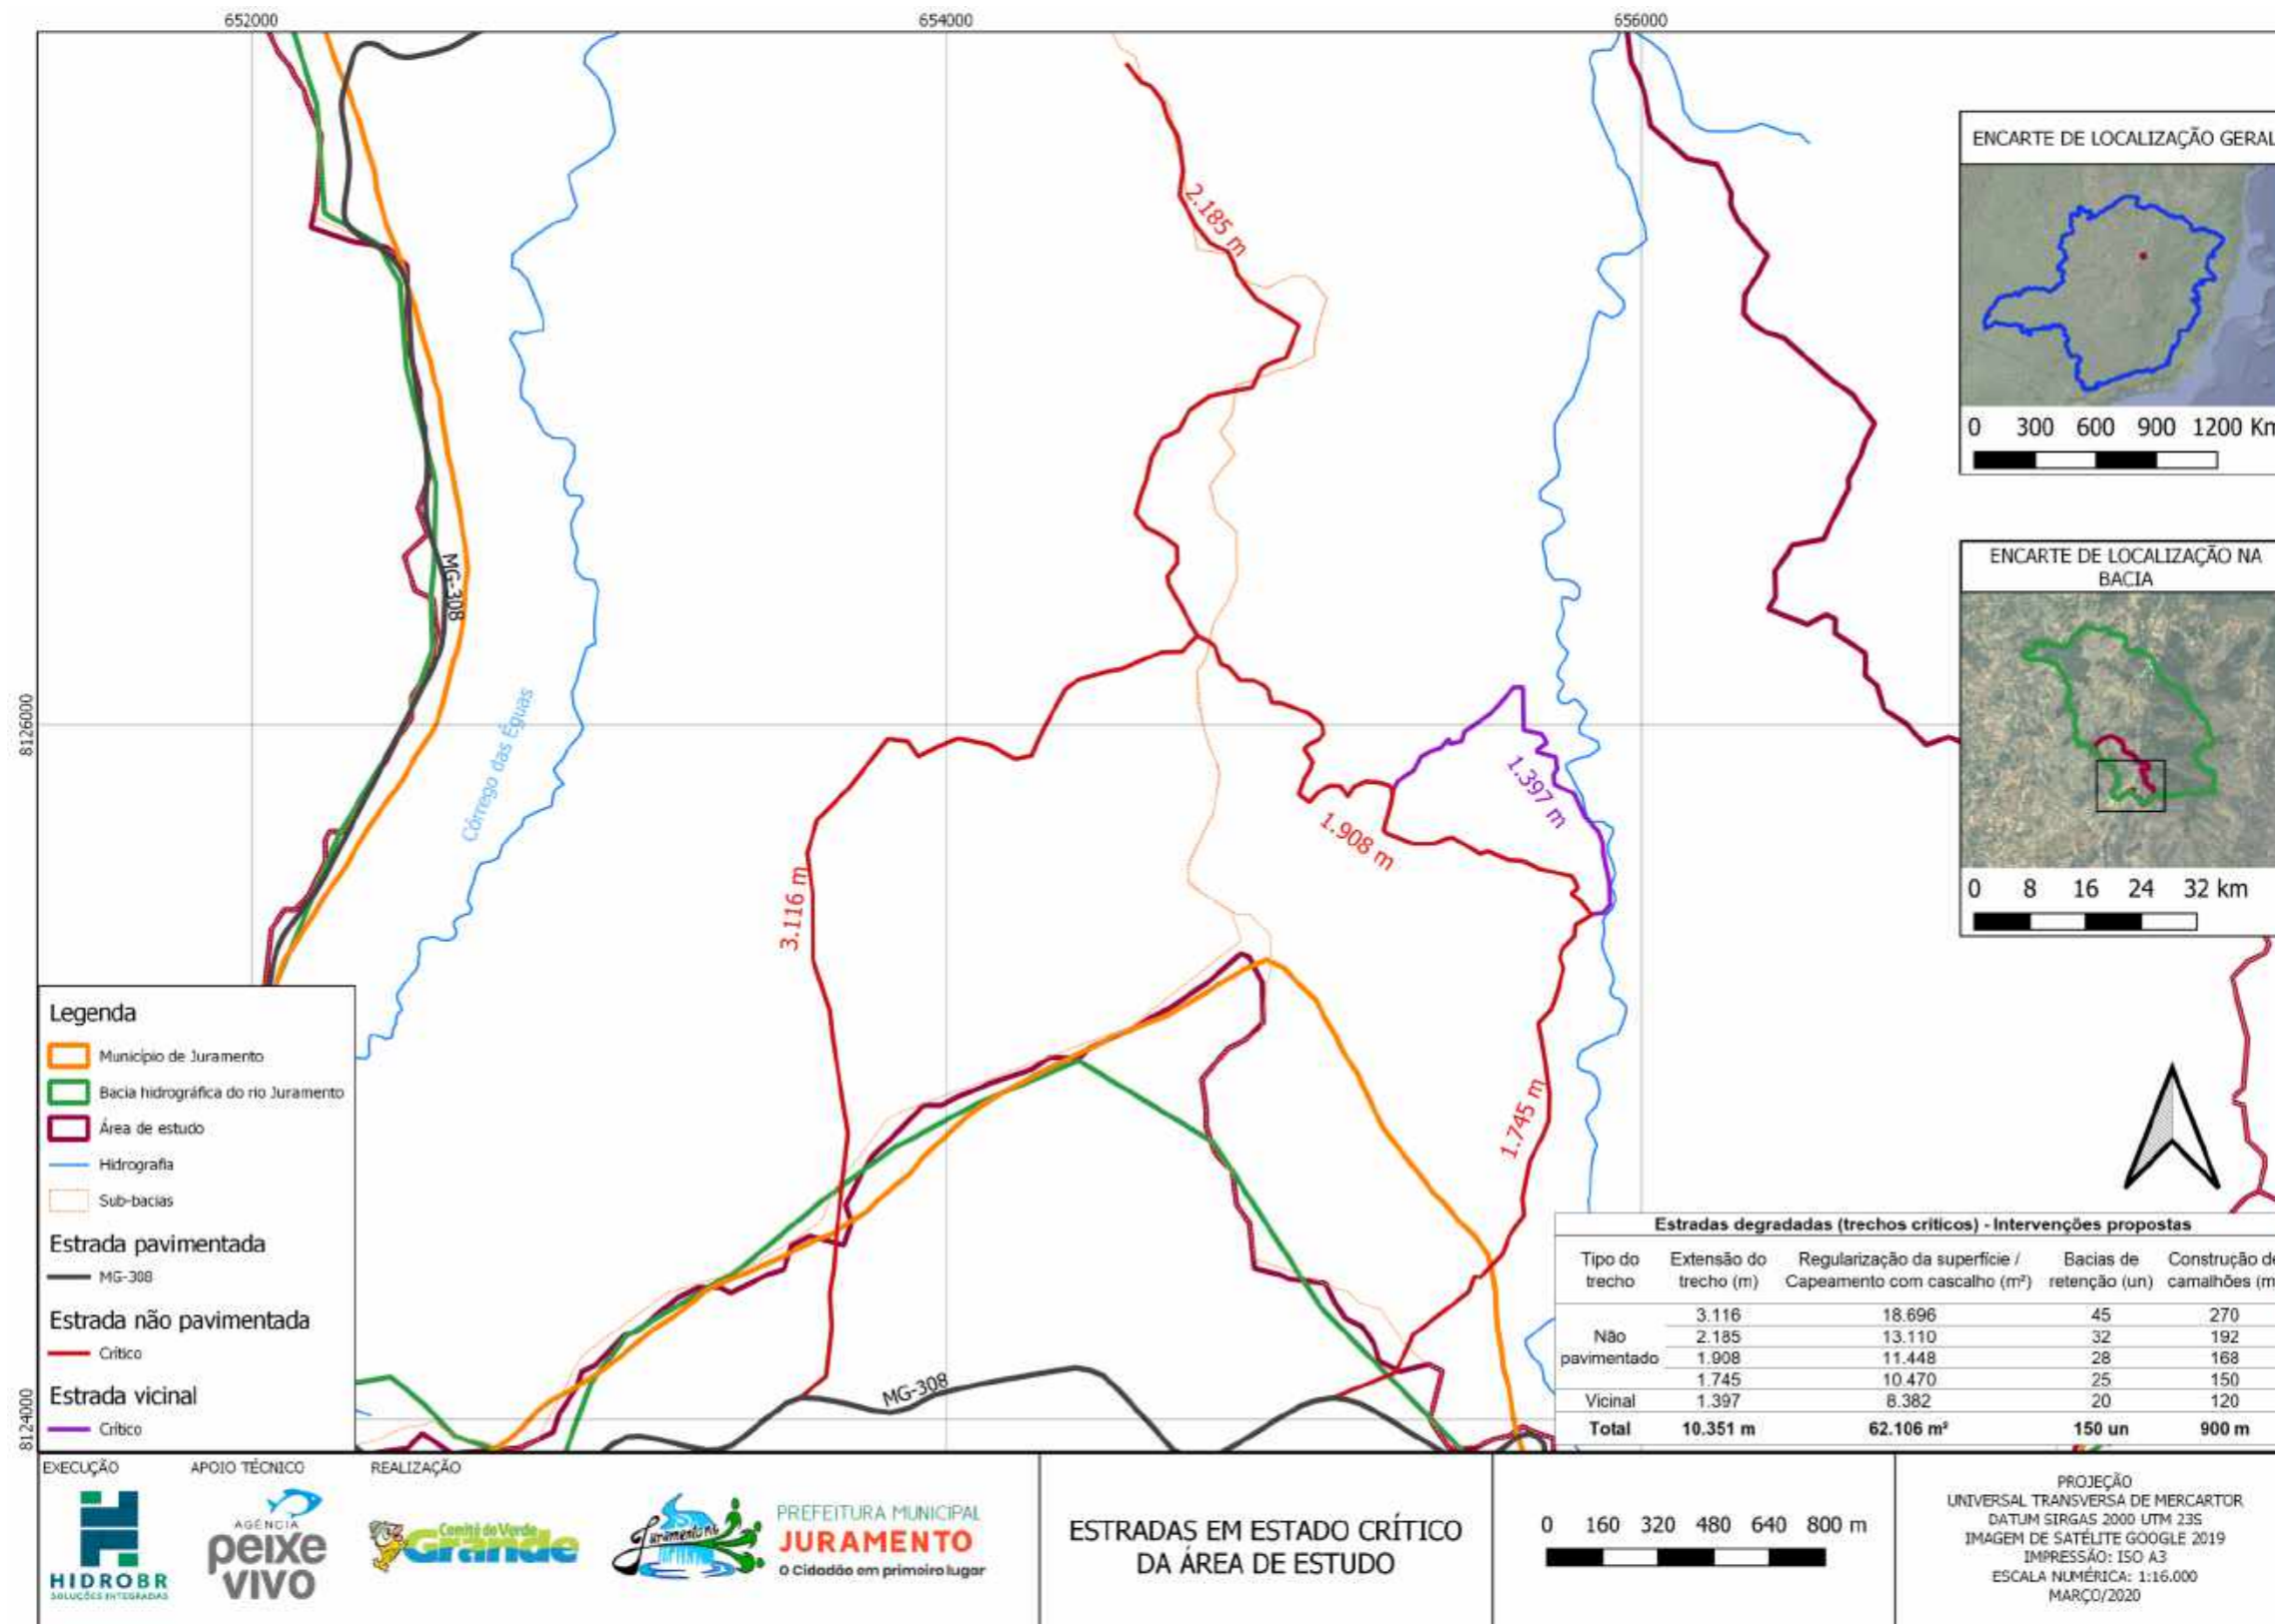 652000
654000
656000
8126000
8124000
ENCARTE DE LOCALIZAÇÃO GERAL
0 300 600 900 1200 Km
ENCARTE DE LOCALIZAÇÃO NA
BACIA
0 8 16 24 32 km
2.185 m
MG-308
Córrego das Éguas
1.397 m
1.908 m
3.116 m
1.745 m
MG-308
Legenda
Município de Juramento
Bacia hidrográfica do rio Juramento
Área de estudo
Hidrografia
Sub-bacias
Estrada pavimentada
MG-308
Estrada não pavimentada
Crítico
Estrada vicinal
Crítico
Estradas degradadas (trechos críticos) - Intervenções propostas
Tipo do trecho Extensão do trecho (m) Regularização da superfície / Capeamento com cascalho (m²) Bacias de retenção (un) Construção de camalhões (m
3.116 18.696 45 270
Não pavimentado 2.185 13.110 32 192
1.908 11.448 28 168
1.745 10.470 25 150
Vicinal 1.397 8.382 20 120
Total 10.351 m 62.106 m² 150 un 900 m
EXECUÇÃO
HIDROBR
SOLUÇÕES INTEGRADAS
APOIO TÉCNICO
AGÊNCIA
peixe
vivo
REALIZAÇÃO
Comitê do Verde
Grande
PREFEITURA MUNICIPAL
JURAMENTO
O Cidadão em primeiro lugar
ESTRADAS EM ESTADO CRÍTICO
DA ÁREA DE ESTUDO
0 160 320 480 640 800 m
PROJEÇÃO
UNIVERSAL TRANSVERSA DE MERCARTOR
DATUM SIRGAS 2000 UTM 23S
IMAGEM DE SATÉLITE GOOGLE 2019
IMPRESSÃO: ISO A3
ESCALA NUMÉRICA: 1:16.000
MARÇO/2020